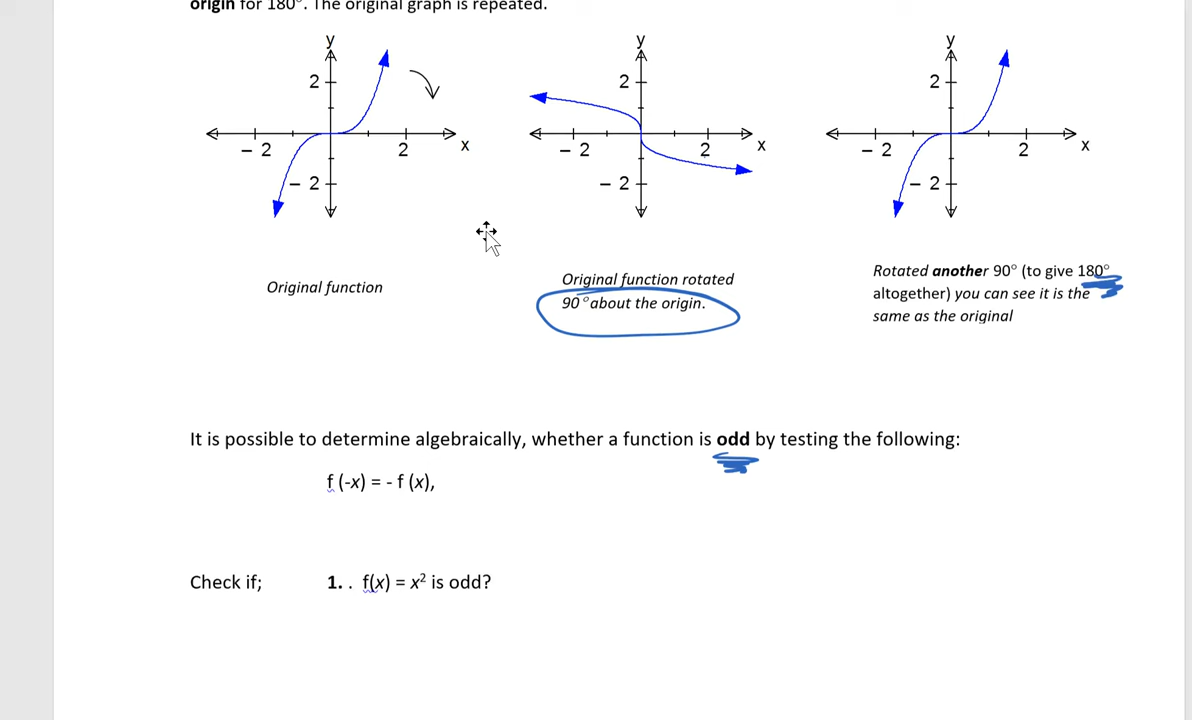 origin for 180°. The original graph is repeated.
y y y
2 2 2
– 2 2 x – 2 2 x – 2 2 x
– 2 – 2 – 2
Original function
Original function rotated
90 °about the origin.
Rotated another 90° (to give 180°
altogether) you can see it is the
same as the original
It is possible to determine algebraically, whether a function is odd by testing the following:
f (-x) = - f (x),
Check if; 1. . f(x) = x² is odd?